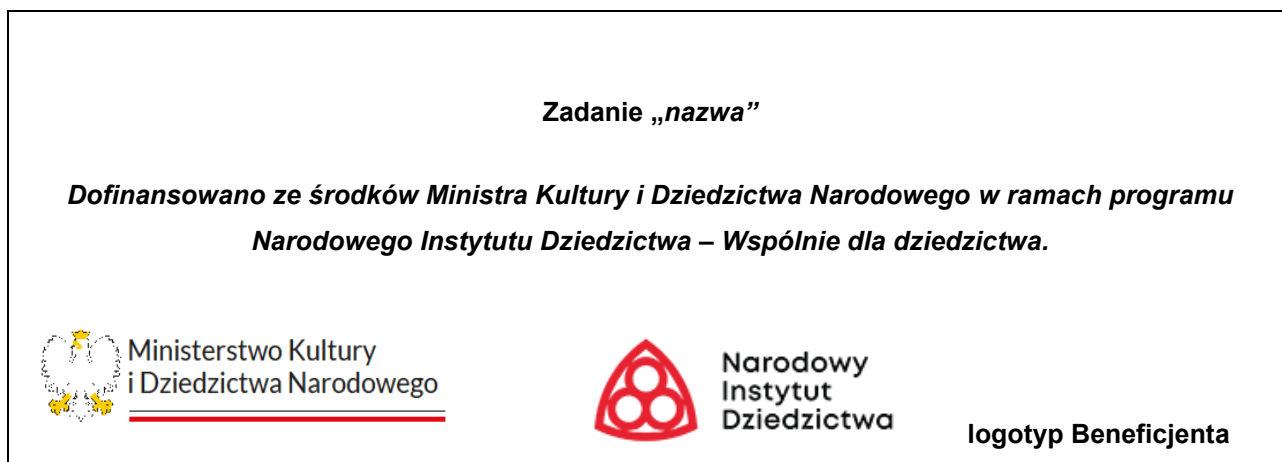 Zadanie „nazwa”
Dofinansowano ze środków Ministra Kultury i Dziedzictwa Narodowego w ramach programu
Narodowego Instytutu Dziedzictwa – Wspólnie dla dziedzictwa.
Ministerstwo Kultury
i Dziedzictwa Narodowego
Narodowy
Instytut
Dziedzictwa
logotyp Beneficjenta